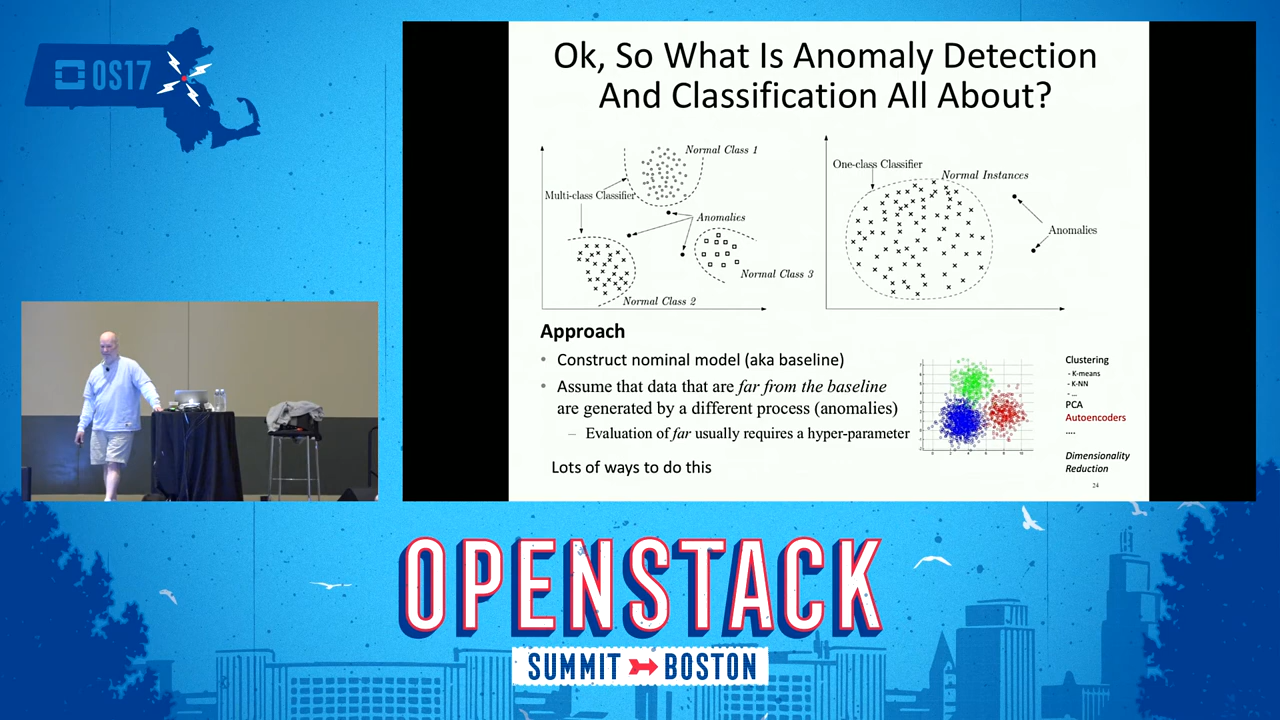 OS17
Ok, So What Is Anomaly Detection
And Classification All About?
Normal Class 1
Multi-class Classifier
Anomalies
Normal Class 2
Normal Class 3
One-class Classifier
Normal Instances
Anomalies
Approach
• Construct nominal model (aka baseline)
• Assume that data that are far from the baseline
are generated by a different process (anomalies)
– Evaluation of far usually requires a hyper-parameter
Lots of ways to do this
Clustering
- K-means
- K-NN
- ...
PCA
Autoencoders
....
Dimensionality
Reduction
24
OPENSTACK
SUMMIT BOSTON